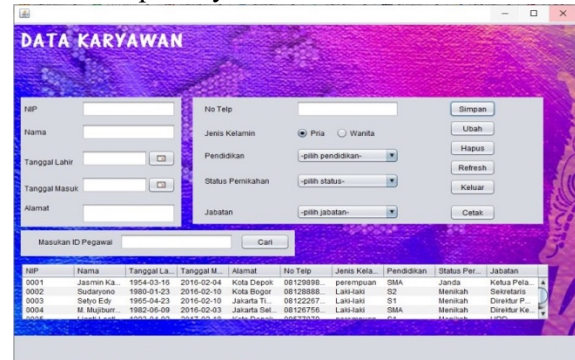 DATA KARYAWAN
NIP
Nama
Tanggal Lahir
Tanggal Masuk
Alamat
No Telp
Jenis Kelamin
Pria
Wanita
Pendidikan
-pilih pendidikan-
Status Pernikahan
-pilih status-
Jabatan
-pilih jabatan-
Simpan
Ubah
Hapus
Refresh
Keluar
Cetak
Masukan ID Pegawai
Cari
NIP Nama Tanggal La... Tanggal M... Alamat No Telp Jenis Kela... Pendidikan Status Per... Jabatan
0001 Jasmin Ka... 1954-03-16 2016-02-04 Kota Depok 08129898... perempuan SMA Janda Ketua Pela...
0002 Sudaryono 1980-01-23 2016-02-10 Kota Bogor 08128888... Laki-laki S2 Menikah Sekretaris
0003 Setyo Edy 1965-04-23 2016-02-10 Jakarta Ti... 08122267... Laki-laki S1 Menikah Direktur P...
0004 M. Mujiburr... 1982-06-09 2016-02-03 Jakarta Sel... 08126756... Laki-laki SMA Menikah Direktur Ke...